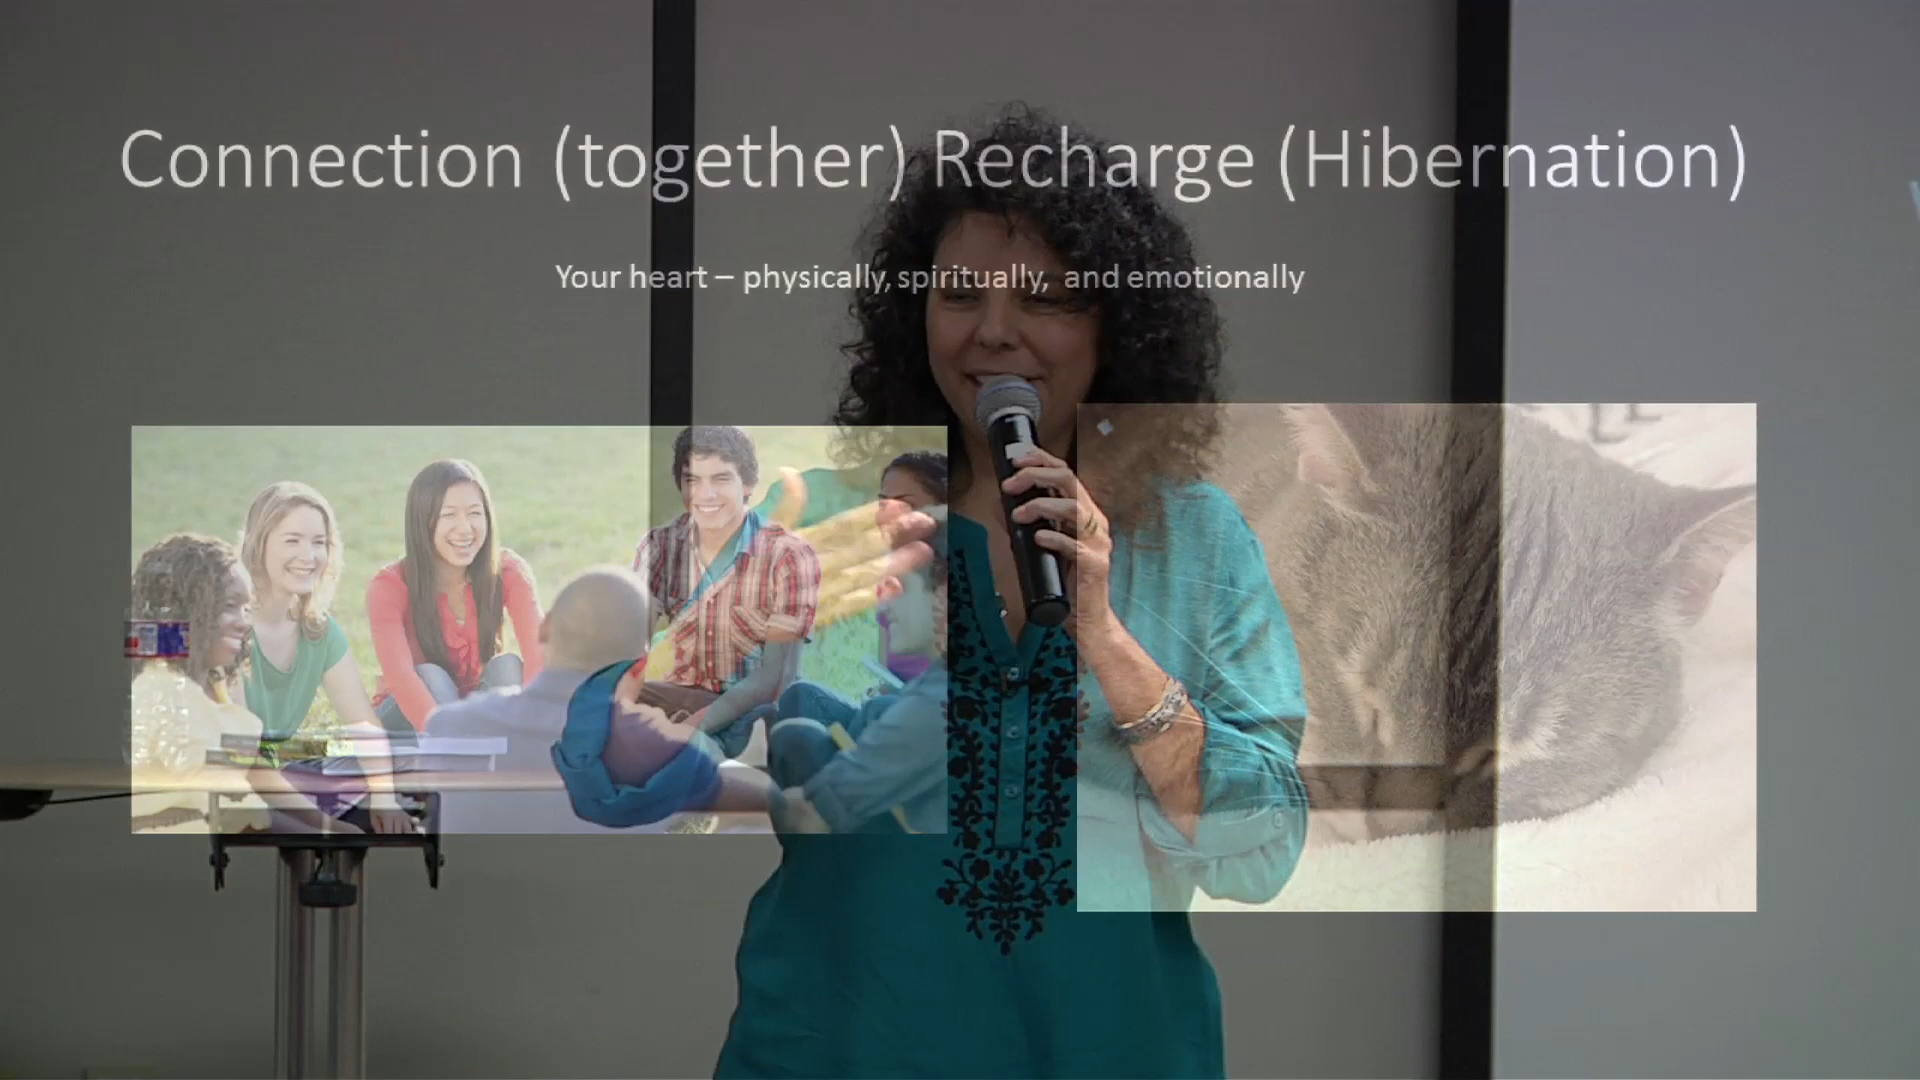 Connection (together) Recharge (Hibernation)
Your heart – physically, spiritually, and emotionally